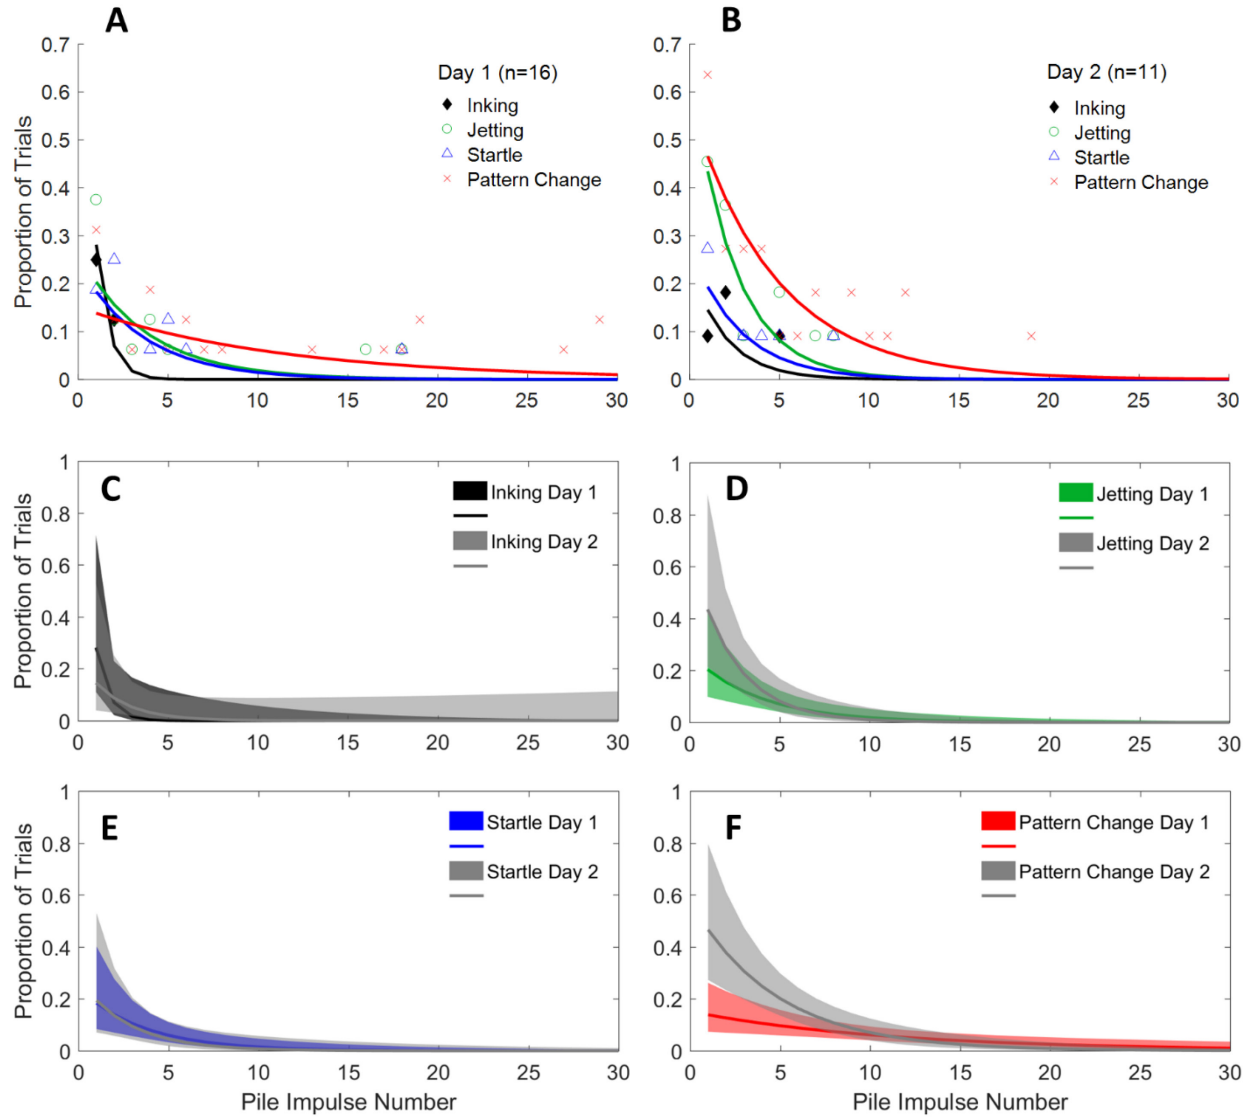 A
B
0.7
0.6
0.5
0.4
0.3
0.2
0.1
0
Proportion of Trials
Day 1 (n=16)
Inking
Jetting
Startle
Pattern Change
0 5 10 15 20 25 30
0.7
0.6
0.5
0.4
0.3
0.2
0.1
0
Day 2 (n=11)
Inking
Jetting
Startle
Pattern Change
0 5 10 15 20 25 30
C
1
0.8
0.6
0.4
0.2
0
Proportion of Trials
Inking Day 1
Inking Day 2
0 5 10 15 20 25 30
D
1
0.8
0.6
0.4
0.2
0
Jetting Day 1
Jetting Day 2
0 5 10 15 20 25 30
E
1
0.8
0.6
0.4
0.2
0
Proportion of Trials
Startle Day 1
Startle Day 2
0 5 10 15 20 25 30
Pile Impulse Number
F
1
0.8
0.6
0.4
0.2
0
Pattern Change Day 1
Pattern Change Day 2
0 5 10 15 20 25 30
Pile Impulse Number